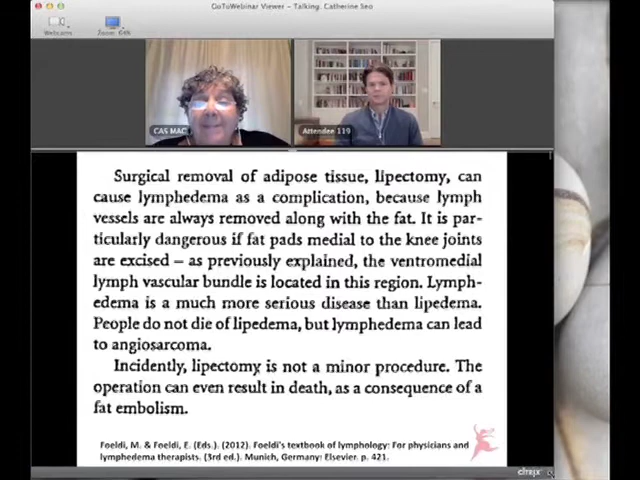 GoToWebinar Viewer - Talking: Catherine Seo
Webcams
Zoom: 64%
CAS MAC
Attendee 119
Surgical removal of adipose tissue, lipectomy, can
cause lymphedema as a complication, because lymph
vessels are always removed along with the fat. It is par-
ticularly dangerous if fat pads medial to the knee joints
are excised – as previously explained, the ventromedial
lymph vascular bundle is located in this region. Lymph-
edema is a much more serious disease than lipedema.
People do not die of lipedema, but lymphedema can lead
to angiosarcoma.
Incidently, lipectomy is not a minor procedure. The
operation can even result in death, as a consequence of a
fat embolism.
Foeldi, M. & Foeldi, E. (Eds.). (2012). Foeldi's textbook of lymphology: For physicians and
lymphedema therapists. (3rd ed.). Munich, Germany: Elsevier. p. 421.
CITRIX